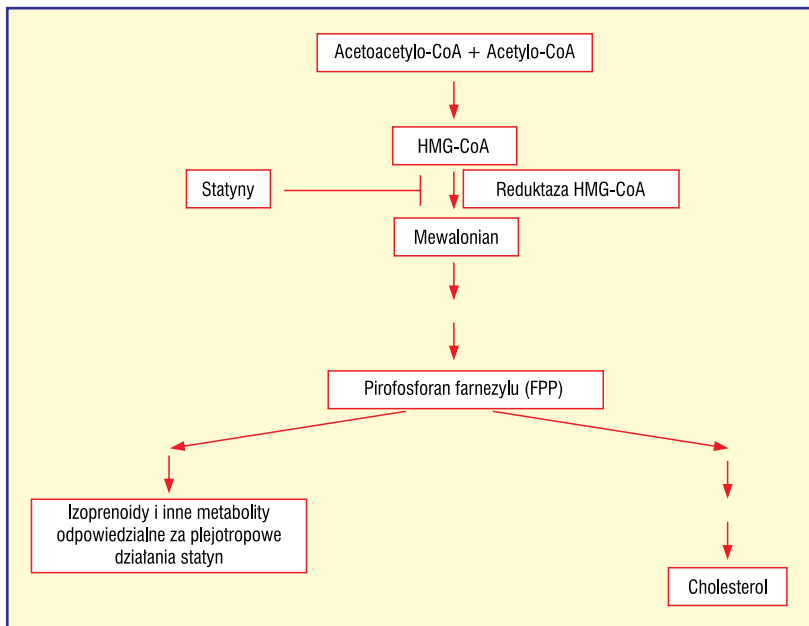 Acetoacetylo-CoA + Acetylo-CoA
HMG-CoA
Statyny
Reduktaza HMG-CoA
Mewalonian
Pirofosforan farnezylu (FPP)
Izoprenoidy i inne metabolity
odpowiedzialne za plejotropowe
działania statyn
Cholesterol